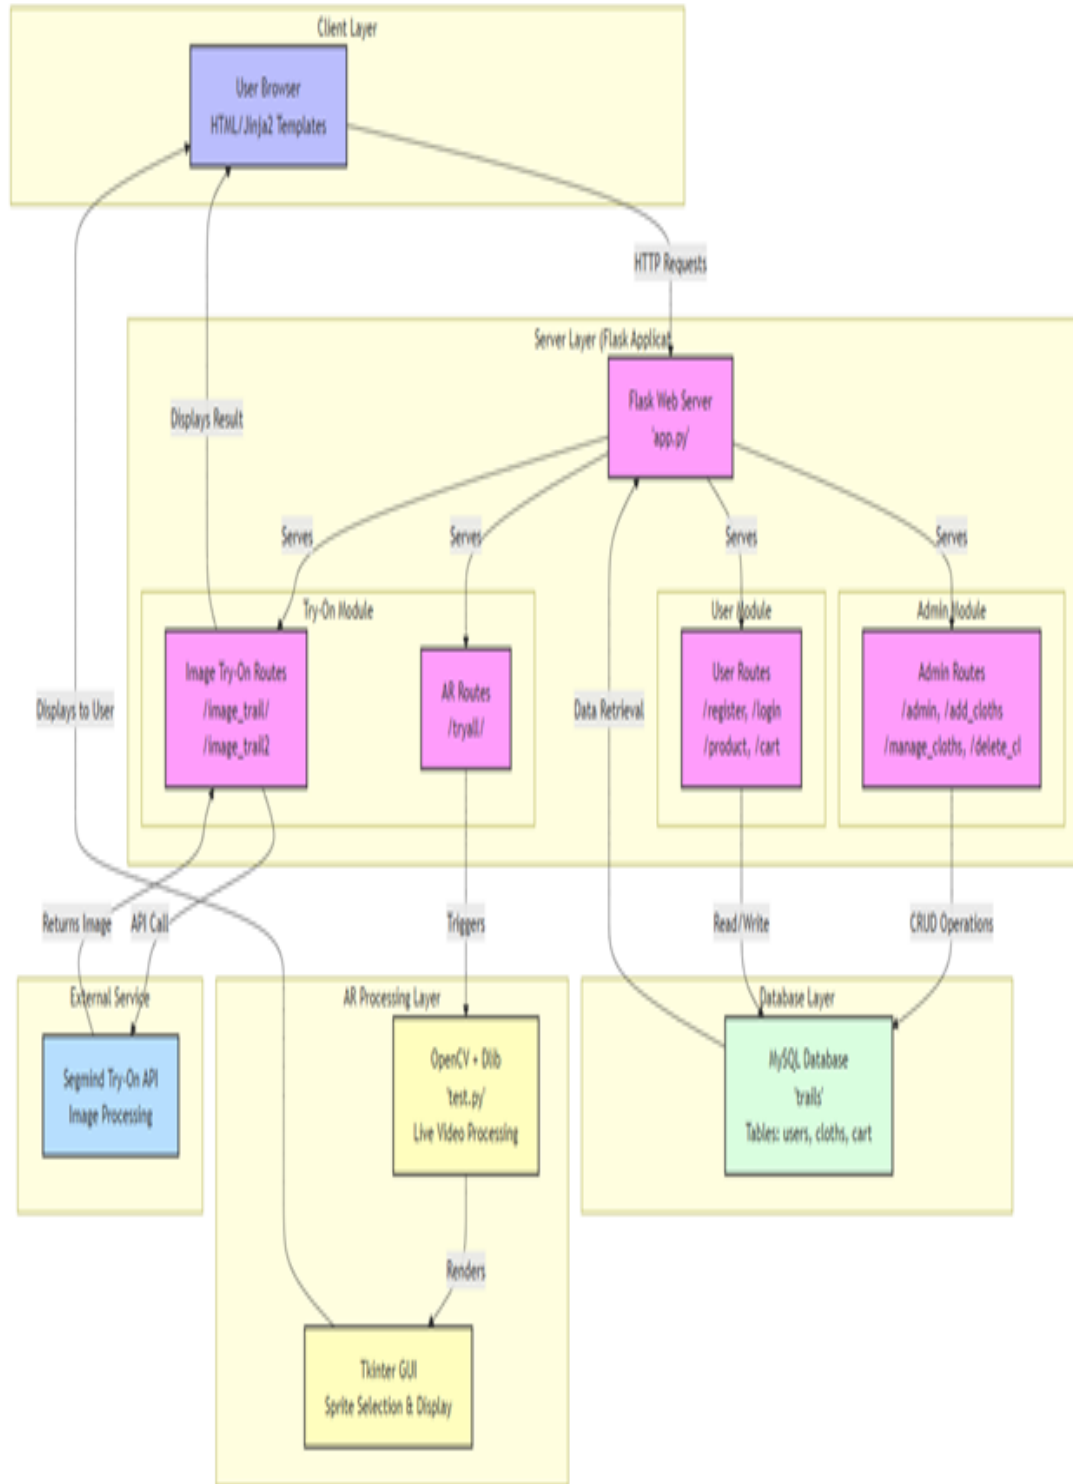 Client Layer
User Browser
HTML/Jinja2 Templates
HTTP Requests
Server Layer (Flask Applicat
Flask Web Server
'app.py/'
Displays Result
Serves
Serves
Serves
Serves
Try-On Module
User Module
Admin Module
Image Try-On Routes
/image_trail/
/image_trail2
AR Routes
/tryall/
User Routes
/register, /login
/product, /cart
Admin Routes
/admin, /add_cloths
/manage_cloths, /delete_cl
Displays to User
Data Retrieval
Returns Image
API Call
Triggers
Read/Write
CRUD Operations
External Service
AR Processing Layer
Database Layer
Segmind Try-On API
Image Processing
OpenCV + Dlib
'test.py'
Live Video Processing
MySQL Database
'trails'
Tables: users, cloths, cart
Renders
Tkinter GUI
Sprite Selection & Display